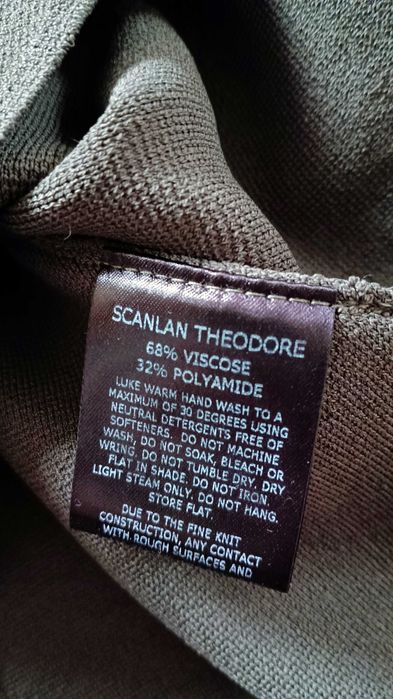 SCANLAN THEODORE
68% VISCOSE
32% POLYAMIDE
LUKE WARM HAND WASH TO A
MAXIMUM OF 30 DEGREES USING
NEUTRAL DETERGENTS FREE OF
SOFTENERS. DO NOT MACHINE
WASH, DO NOT SOAK, BLEACH OR
WRING. DO NOT TUMBLE DRY. DRY
FLAT IN SHADE. DO NOT IRON
LIGHT STEAM ONLY. DO NOT HANG.
STORE FLAT.
DUE TO THE FINE KNIT
CONSTRUCTION, ANY CONTACT
WITH ROUGH SURFACES AND